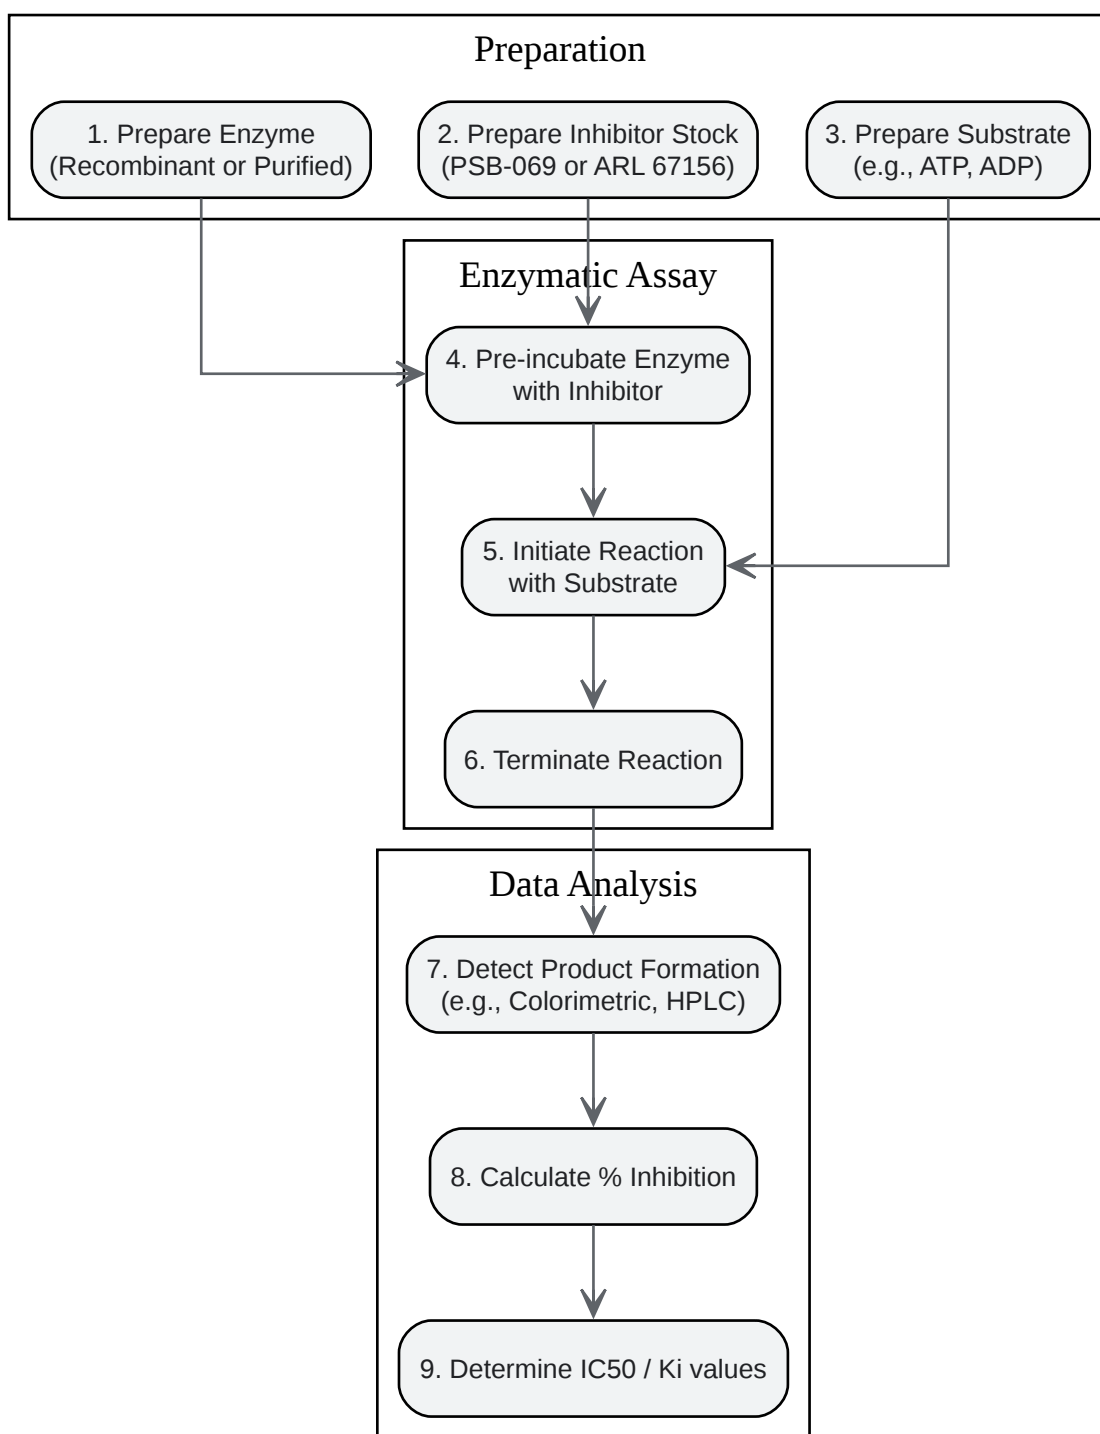 Preparation
1. Prepare Enzyme
(Recombinant or Purified)
2. Prepare Inhibitor Stock
(PSB-069 or ARL 67156)
3. Prepare Substrate
(e.g., ATP, ADP)
Enzymatic Assay
4. Pre-incubate Enzyme
with Inhibitor
5. Initiate Reaction
with Substrate
6. Terminate Reaction
Data Analysis
7. Detect Product Formation
(e.g., Colorimetric, HPLC)
8. Calculate % Inhibition
9. Determine IC50 / Ki values